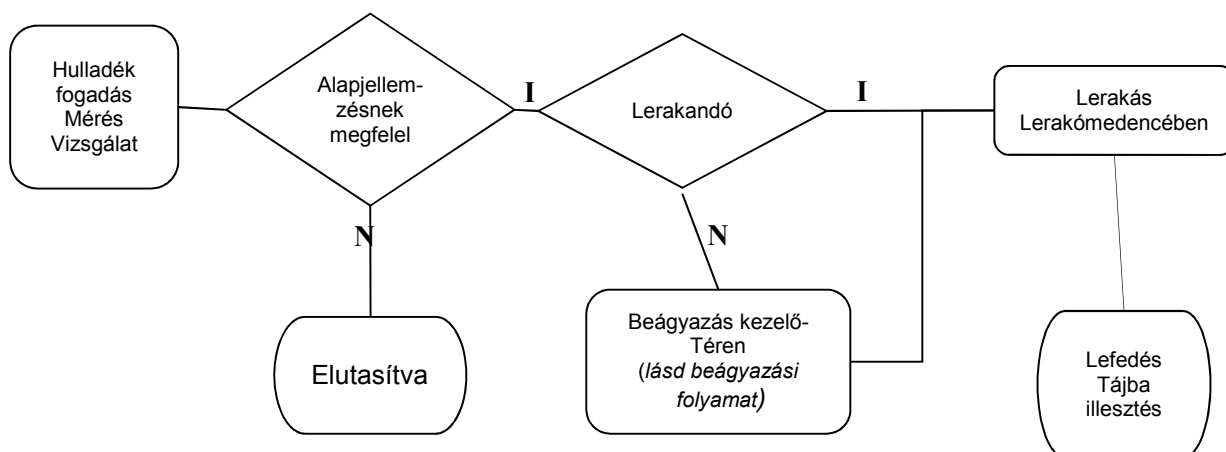 Hulladék
fogadás
Mérés
Vizsgálat
Alapjellem-
zésnek
megfelel
I
Lerakandó
I
Lerakás
Lerakómedencében
N
N
Elutasítva
Beágyazás kezelő-
Téren
(lásd beágyazási
folyamat)
Lefedés
Tájba
illesztés